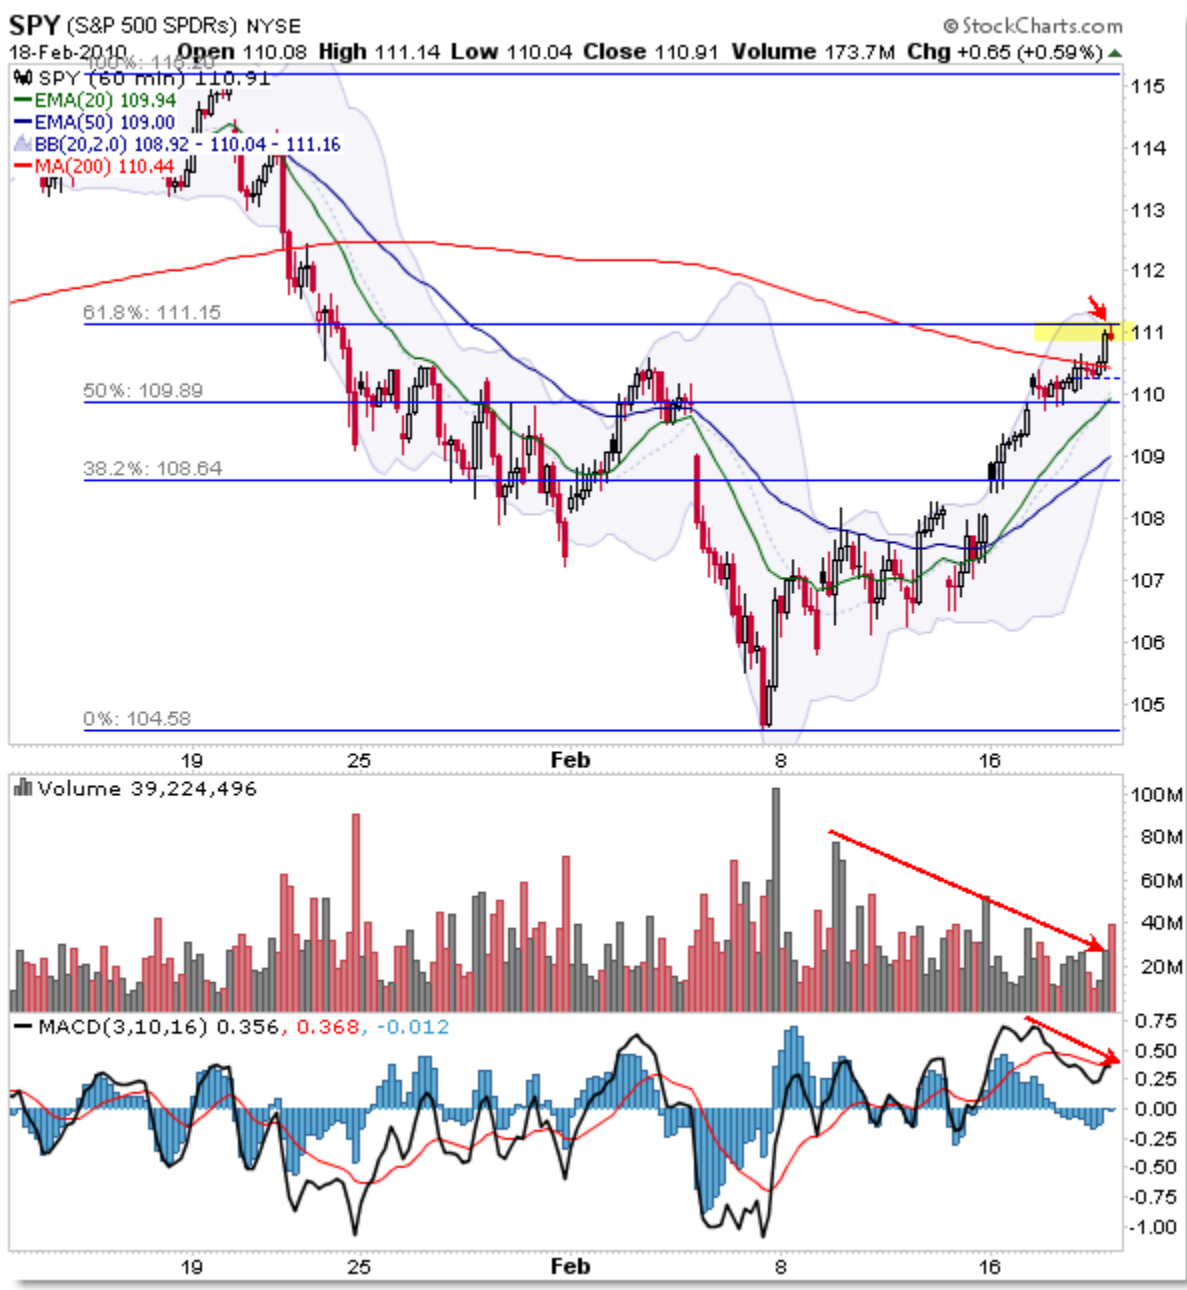 SPY (S&P 500 SPDRs) NYSE
© StockCharts.com
18-Feb-2010 Open 110.08 High 111.14 Low 110.04 Close 110.91 Volume 173.7M Chg +0.65 (+0.59%)
SPY (60 min) 110.91
EMA(20) 109.94
EMA(50) 109.00
BB(20,2.0) 108.92 - 110.04 - 111.16
MA(200) 110.44
61.8%: 111.15
50%: 109.89
38.2%: 108.64
0%: 104.58
115
114
113
112
111
110
109
108
107
106
105
19 25 Feb 8 16
Volume 39,224,496
100M
80M
60M
40M
20M
MACD(3,10,16) 0.356, 0.368, -0.012
0.75
0.50
0.25
0.00
-0.25
-0.50
-0.75
-1.00
19 25 Feb 8 16